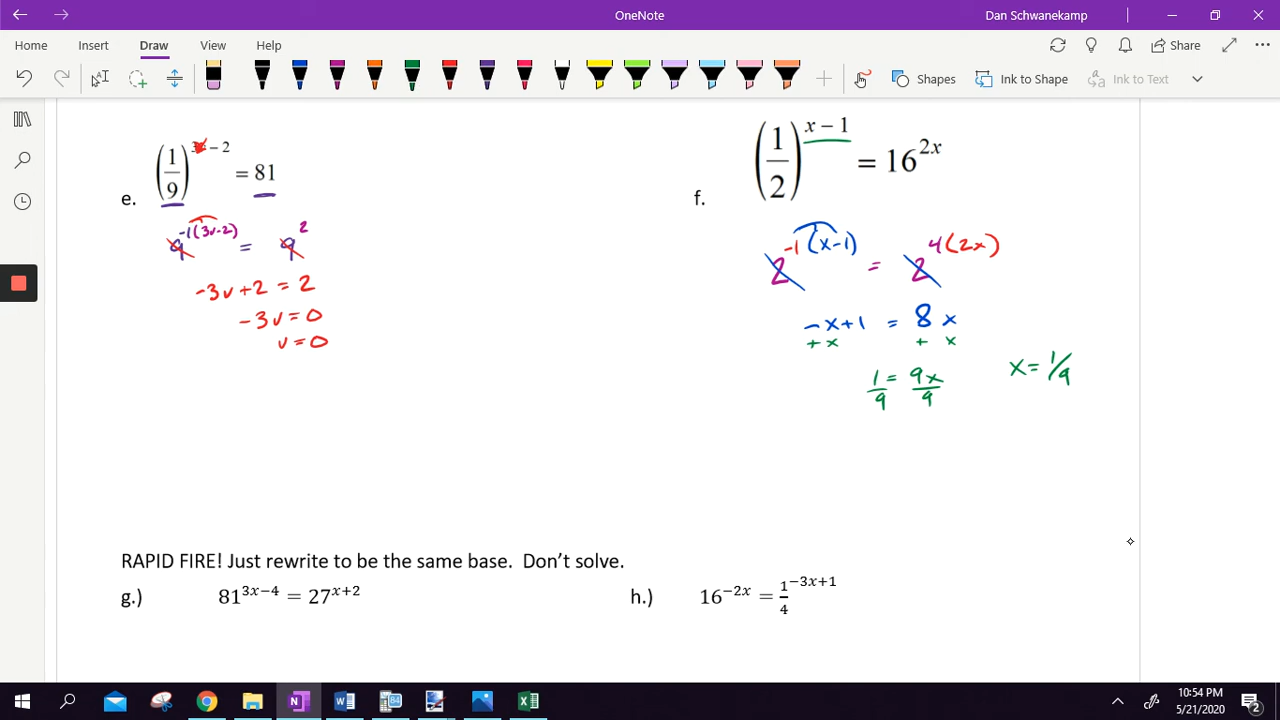 OneNote
Dan Schwanekamp
Home Insert Draw View Help
Share
Shapes Ink to Shape Ink to Text
e. (1/9)^(3 - 2) = 81
9^(-1(3v-2)) = 9^2
-3v+2 = 2
-3v = 0
v = 0
f. (1/2)^(x - 1) = 16^(2x)
2^(-1(x-1)) = 2^(4(2x))
-x+1 = 8x
+x + x
1/9 = 9x/9
x = 1/9
RAPID FIRE! Just rewrite to be the same base. Don't solve.
g.) 81^(3x−4) = 27^(x+2)
h.) 16^(−2x) = 1/4^(−3x+1)
10:54 PM
5/21/2020
2